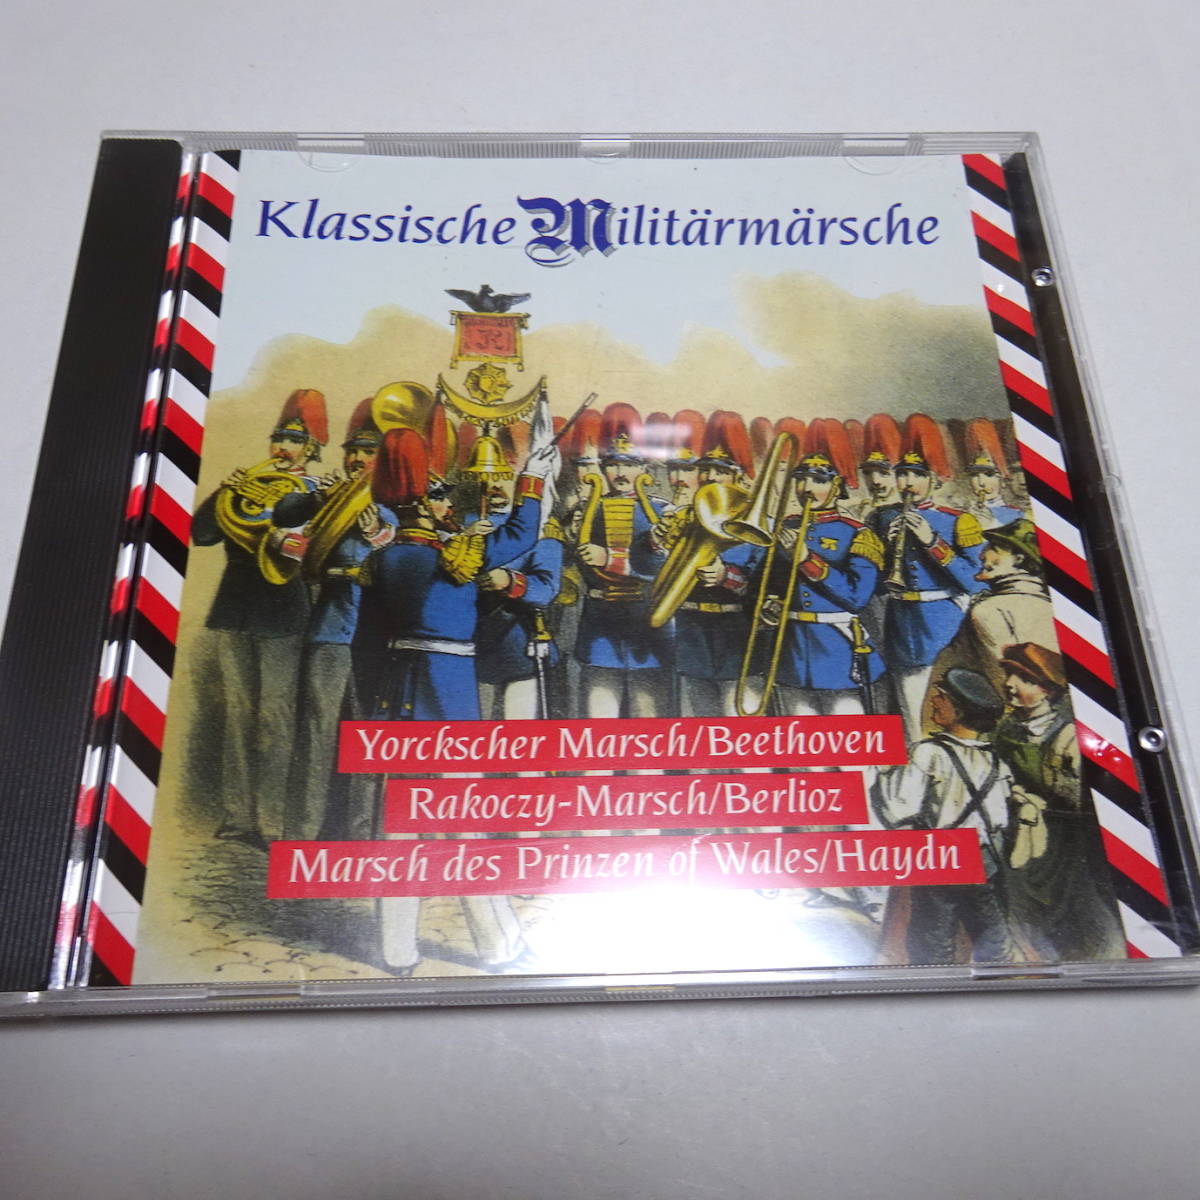 Klassische Militärmärsche
Yorckscher Marsch/Beethoven
Rakoczy-Marsch/Berlioz
Marsch des Prinzen of Wales/Haydn